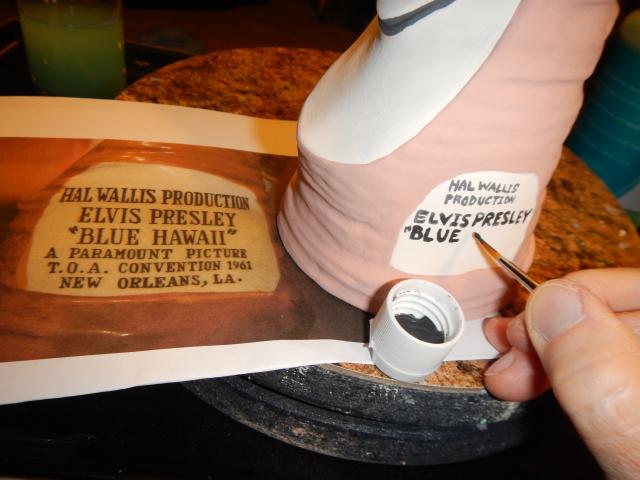 HAL WALLIS PRODUCTION
ELVIS PRESLEY
"BLUE HAWAII"
A PARAMOUNT PICTURE
T.O.A. CONVENTION 1961
NEW ORLEANS, LA.
HAL WALLIS
PRODUCTION
ELVIS PRESLEY
"BLUE